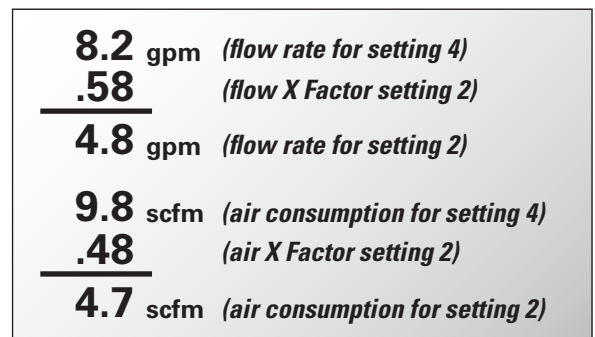 8.2 gpm (flow rate for setting 4)
.58 (flow X Factor setting 2)
4.8 gpm (flow rate for setting 2)
9.8 scfm (air consumption for setting 4)
.48 (air X Factor setting 2)
4.7 scfm (air consumption for setting 2)